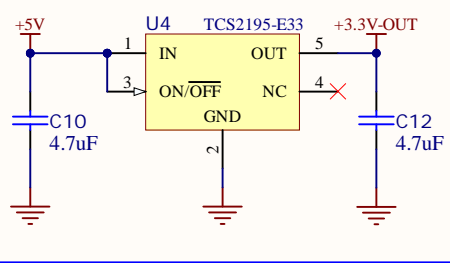 +5V
U4
TCS2195-E33
+3.3V-OUT
1
IN
OUT
5
3
ON/OFF
NC
4
GND
2
C10
4.7uF
C12
4.7uF